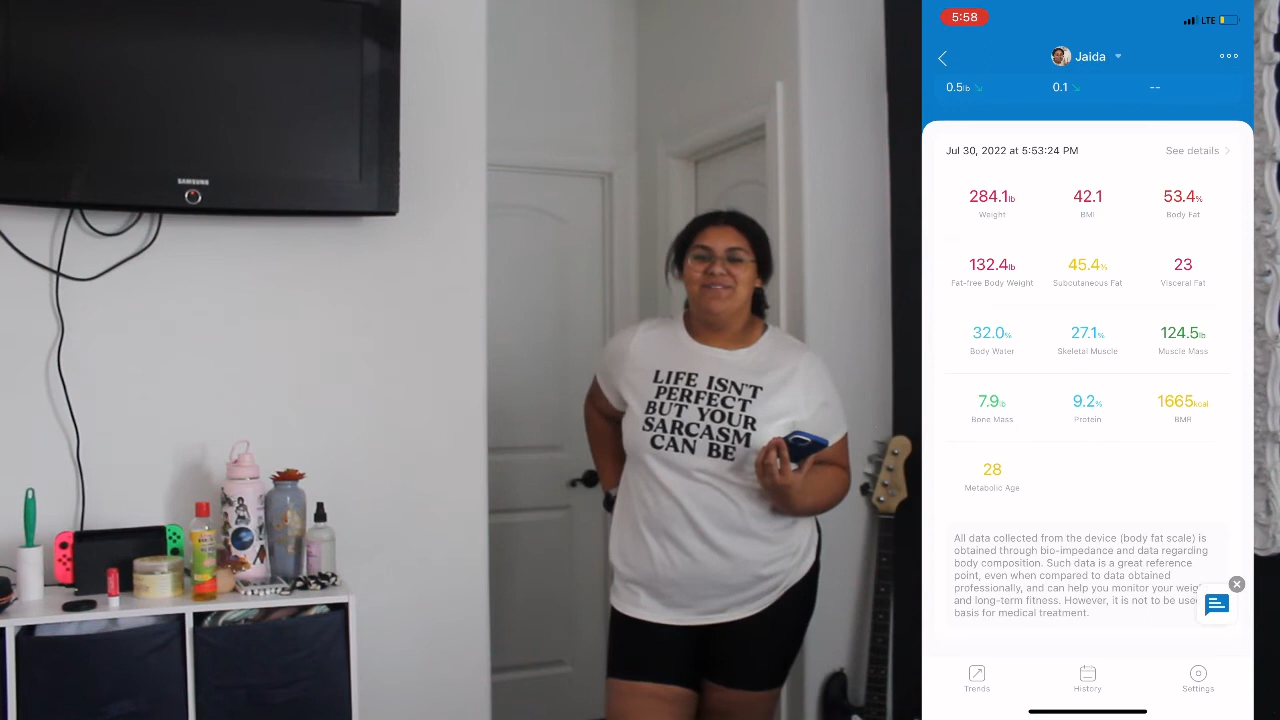 SAMSUNG
LIFE ISN'T
PERFECT
BUT YOUR
SARCASM
CAN BE
5:58
LTE
Jaida
0.5lb 0.1 --
Jul 30, 2022 at 5:53:24 PM See details
284.1lb 42.1 53.4%
Weight BMI Body Fat
132.4lb 45.4% 23
Fat-free Body Weight Subcutaneous Fat Visceral Fat
32.0% 27.1% 124.5lb
Body Water Skeletal Muscle Muscle Mass
7.9lb 9.2% 1665Kcal
Bone Mass Protein BMR
28
Metabolic Age
All data collected from the device (body fat scale) is
obtained through bio-impedance and data regarding
body composition. Such data is a great reference
point, even when compared to data obtained
professionally, and can help you monitor your
and long-term fitness. However, it is not to be
basis for medical treatment.
Trends History Settings